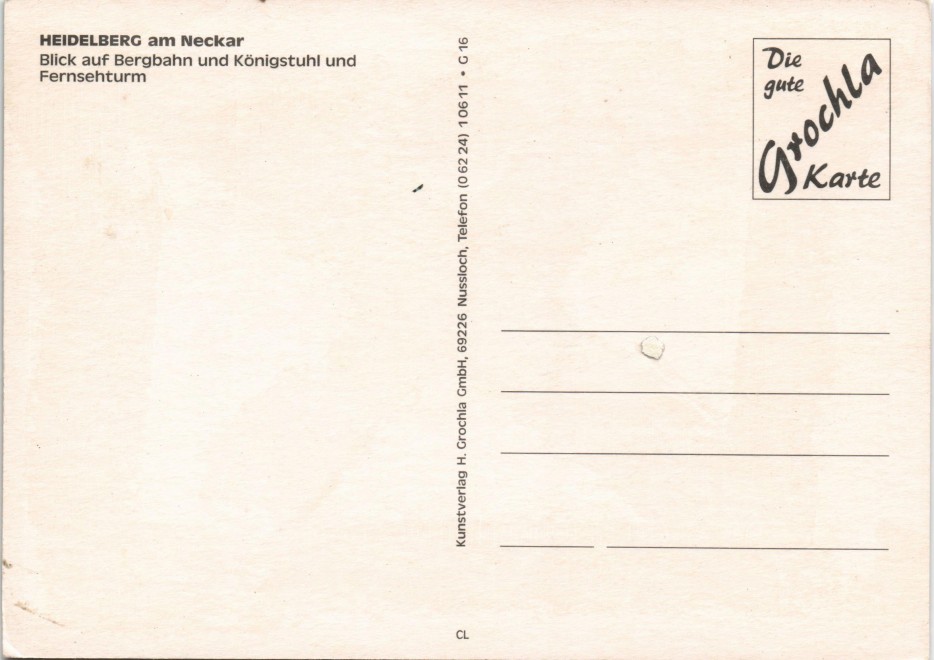 HEIDELBERG am Neckar
Blick auf Bergbahn und Königstuhl und
Fernsehturm
Kunstverlag H. Grochla GmbH, 69226 Nussloch, Telefon (0 62 24) 1 06 11 • G 16
Die
gute
Grochla
Karte
CL